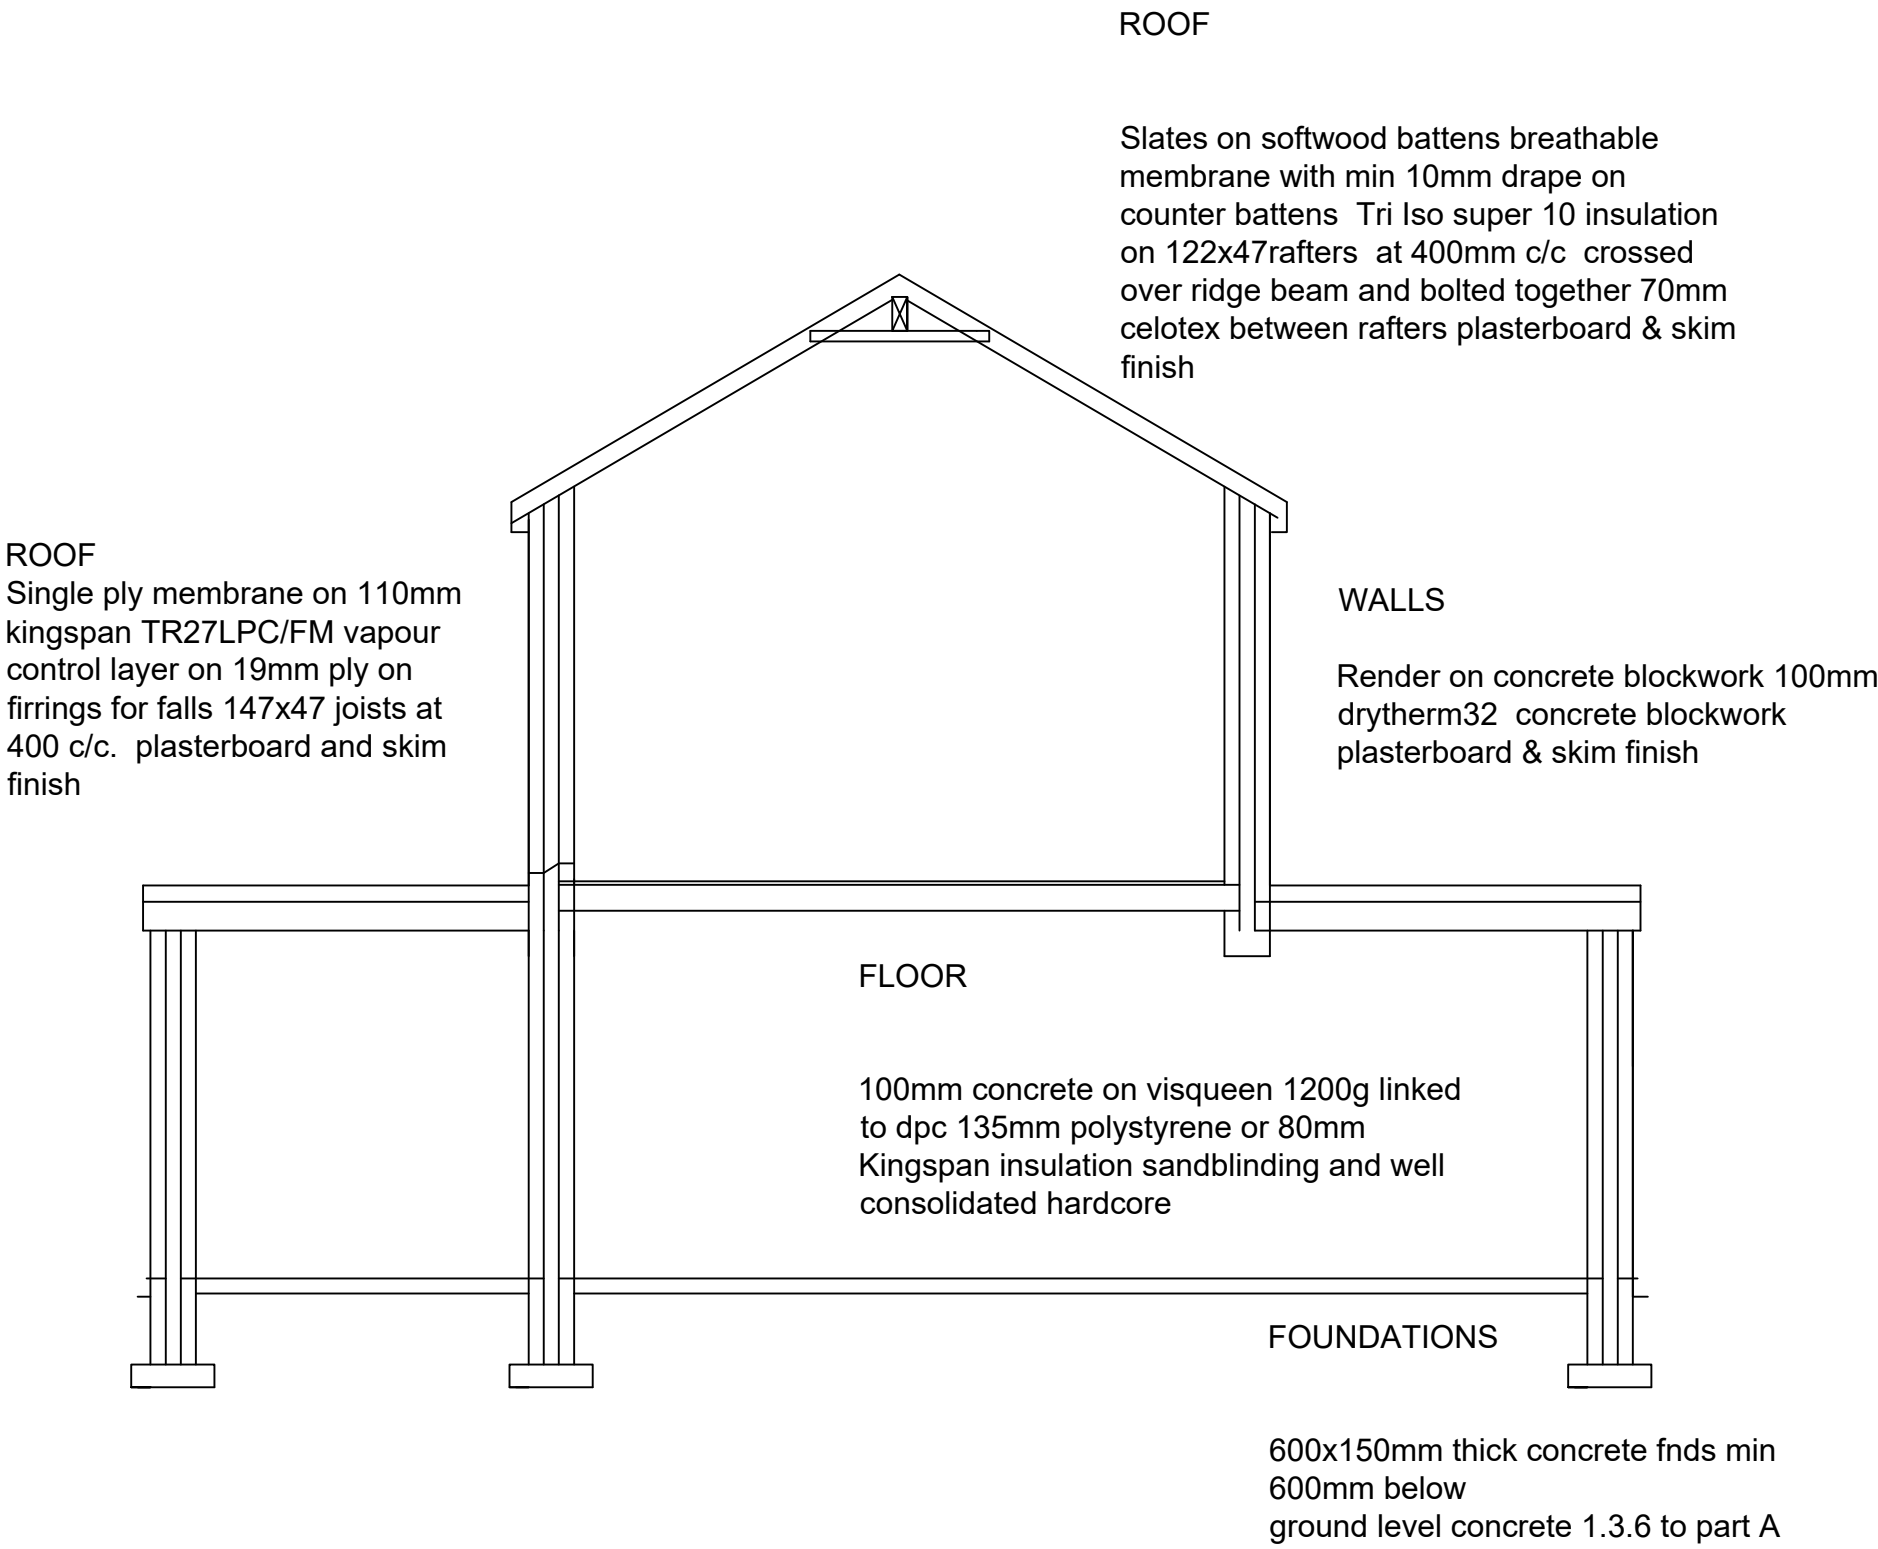 ROOF
Slates on softwood battens breathable
membrane with min 10mm drape on
counter battens  Tri Iso super 10 insulation
on 122x47rafters  at 400mm c/c  crossed
over ridge beam and bolted together 70mm
celotex between rafters plasterboard & skim
finish
ROOF
Single ply membrane on 110mm
kingspan TR27LPC/FM vapour
control layer on 19mm ply on
firrings for falls 147x47 joists at
400 c/c.  plasterboard and skim
finish
WALLS
Render on concrete blockwork 100mm
drytherm32  concrete blockwork
plasterboard & skim finish
FLOOR
100mm concrete on visqueen 1200g linked
to dpc 135mm polystyrene or 80mm
Kingspan insulation sandblinding and well
consolidated hardcore
FOUNDATIONS
600x150mm thick concrete fnds min
600mm below
ground level concrete 1.3.6 to part A